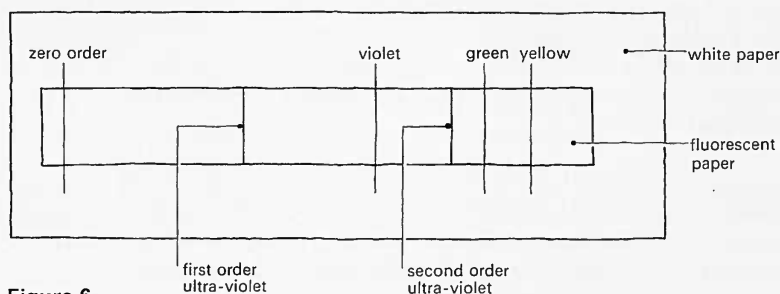 zero order
violet
green yellow
white paper
fluorescent
paper
first order
ultra-violet
second order
ultra-violet
Figure 6